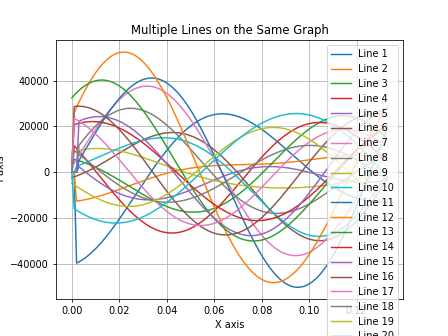 Multiple Lines on the Same Graph
40000
20000
0
−20000
−40000
0.00
0.02
0.04
0.06
0.08
0.10
X axis
Line 1
Line 2
Line 3
Line 4
Line 5
Line 6
Line 7
Line 8
Line 9
Line 10
Line 11
Line 12
Line 13
Line 14
Line 15
Line 16
Line 17
Line 18
Line 19
Line 20